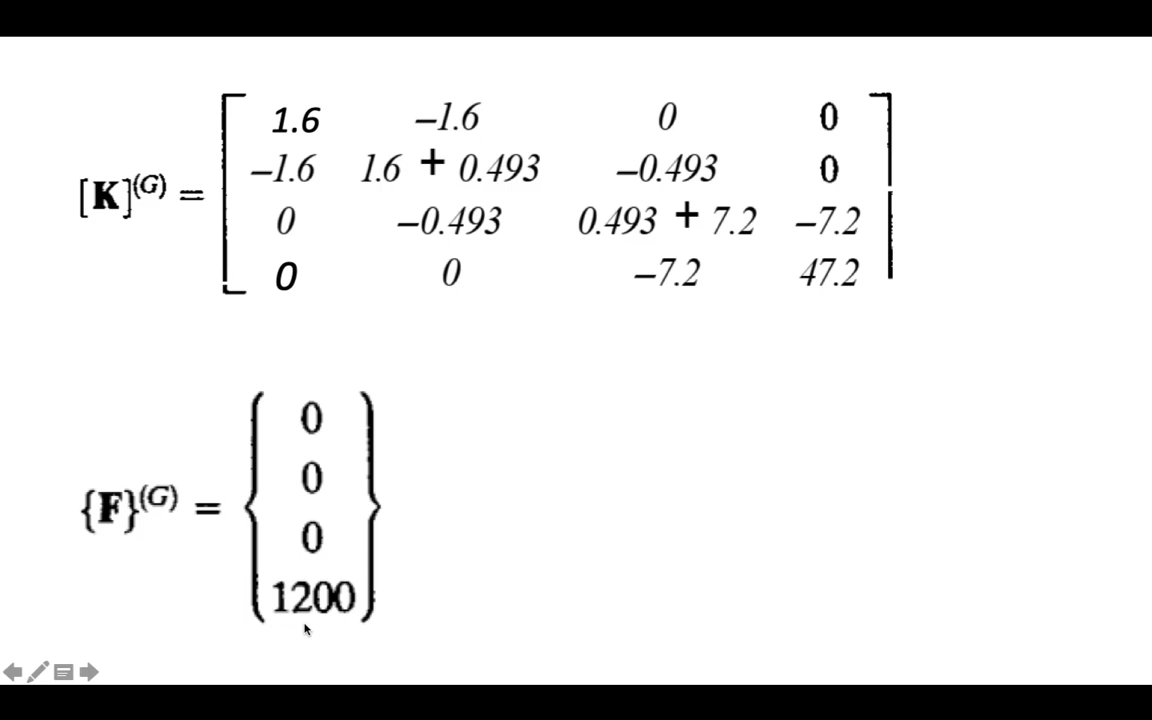 1.6 −1.6 0 0
−1.6 1.6 + 0.493 −0.493 0
[K]^(G) =
0 −0.493 0.493 + 7.2 −7.2
0 0 −7.2 47.2
0
0
{F}^(G) =
0
1200